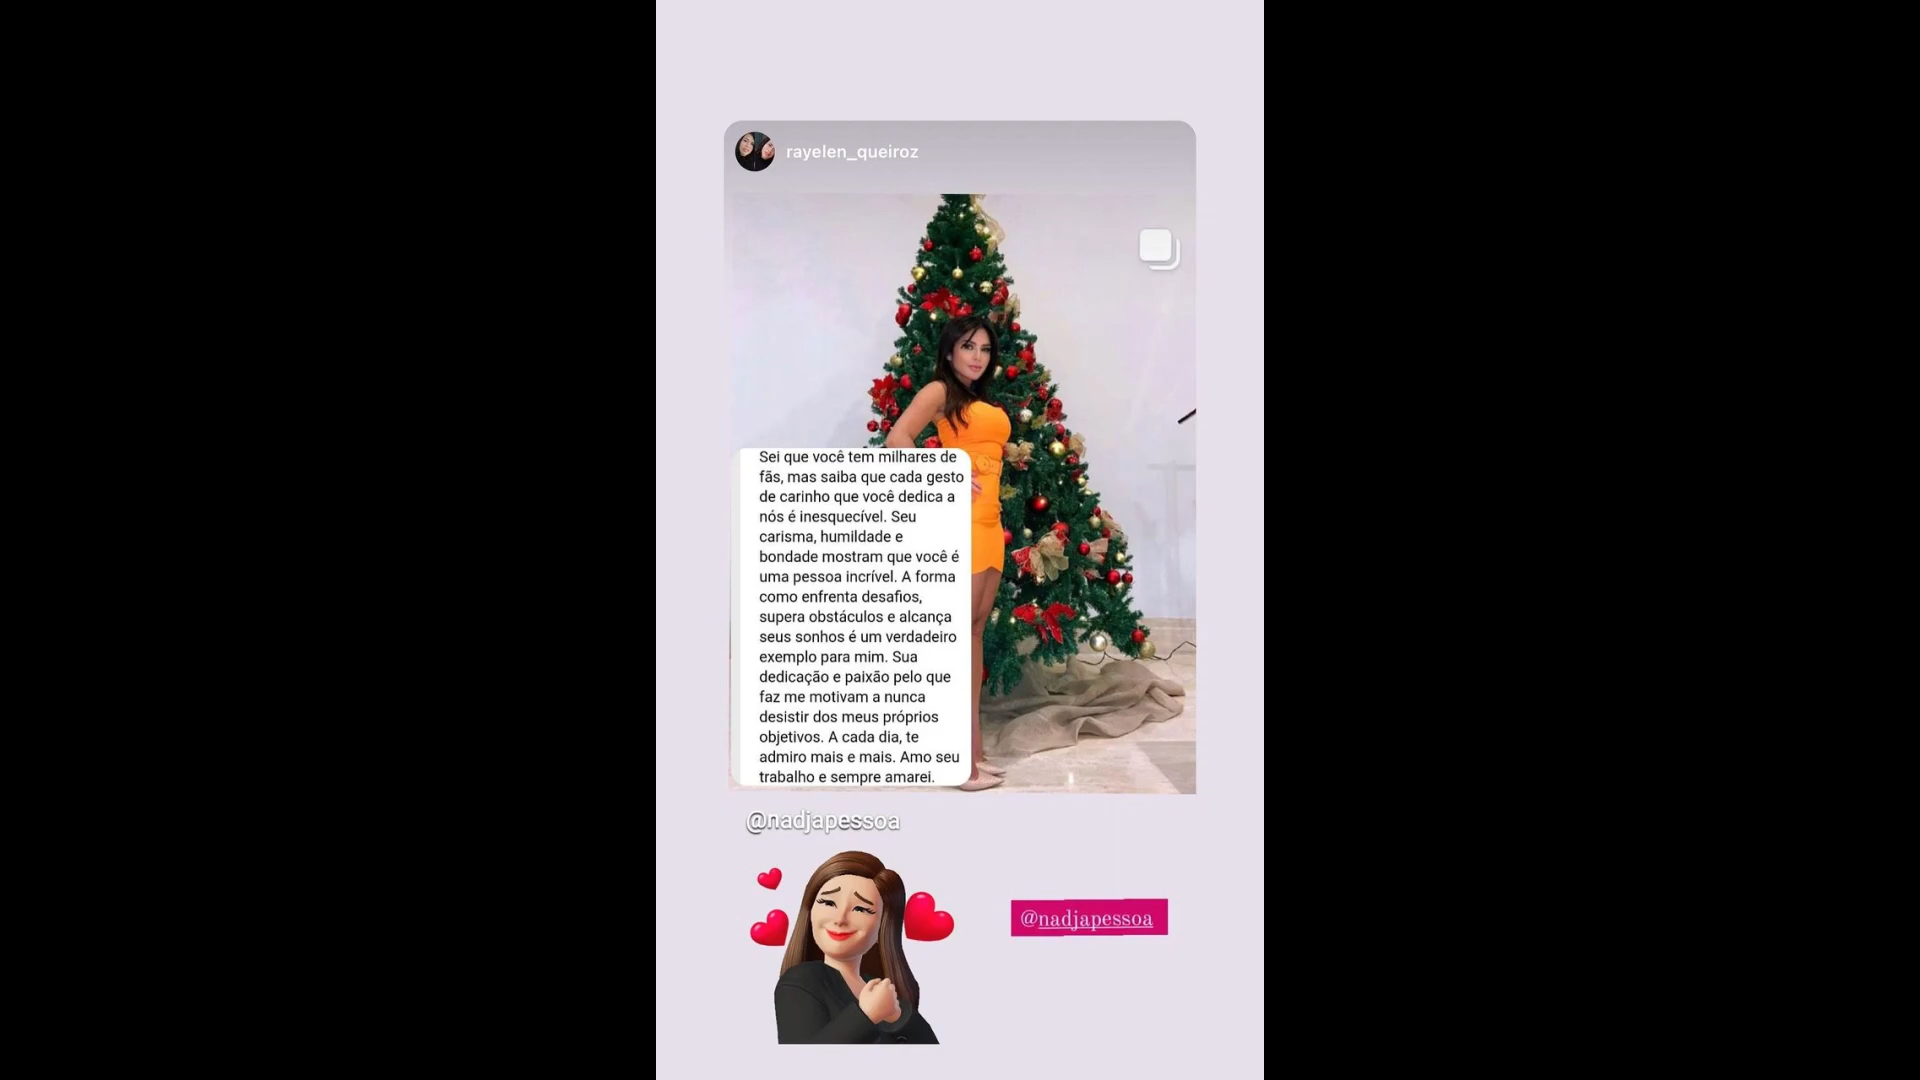 rayelen_queiroz
Sei que você tem milhares de
fãs, mas saiba que cada gesto
de carinho que você dedica a
nós é inesquecível. Seu
carisma, humildade e
bondade mostram que você é
uma pessoa incrível. A forma
como enfrenta desafios,
supera obstáculos e alcança
seus sonhos é um verdadeiro
exemplo para mim. Sua
dedicação e paixão pelo que
faz me motivam a nunca
desistir dos meus próprios
objetivos. A cada dia, te
admiro mais e mais. Amo seu
trabalho e sempre amarei.
@nadjapessoa
@nadjapessoa